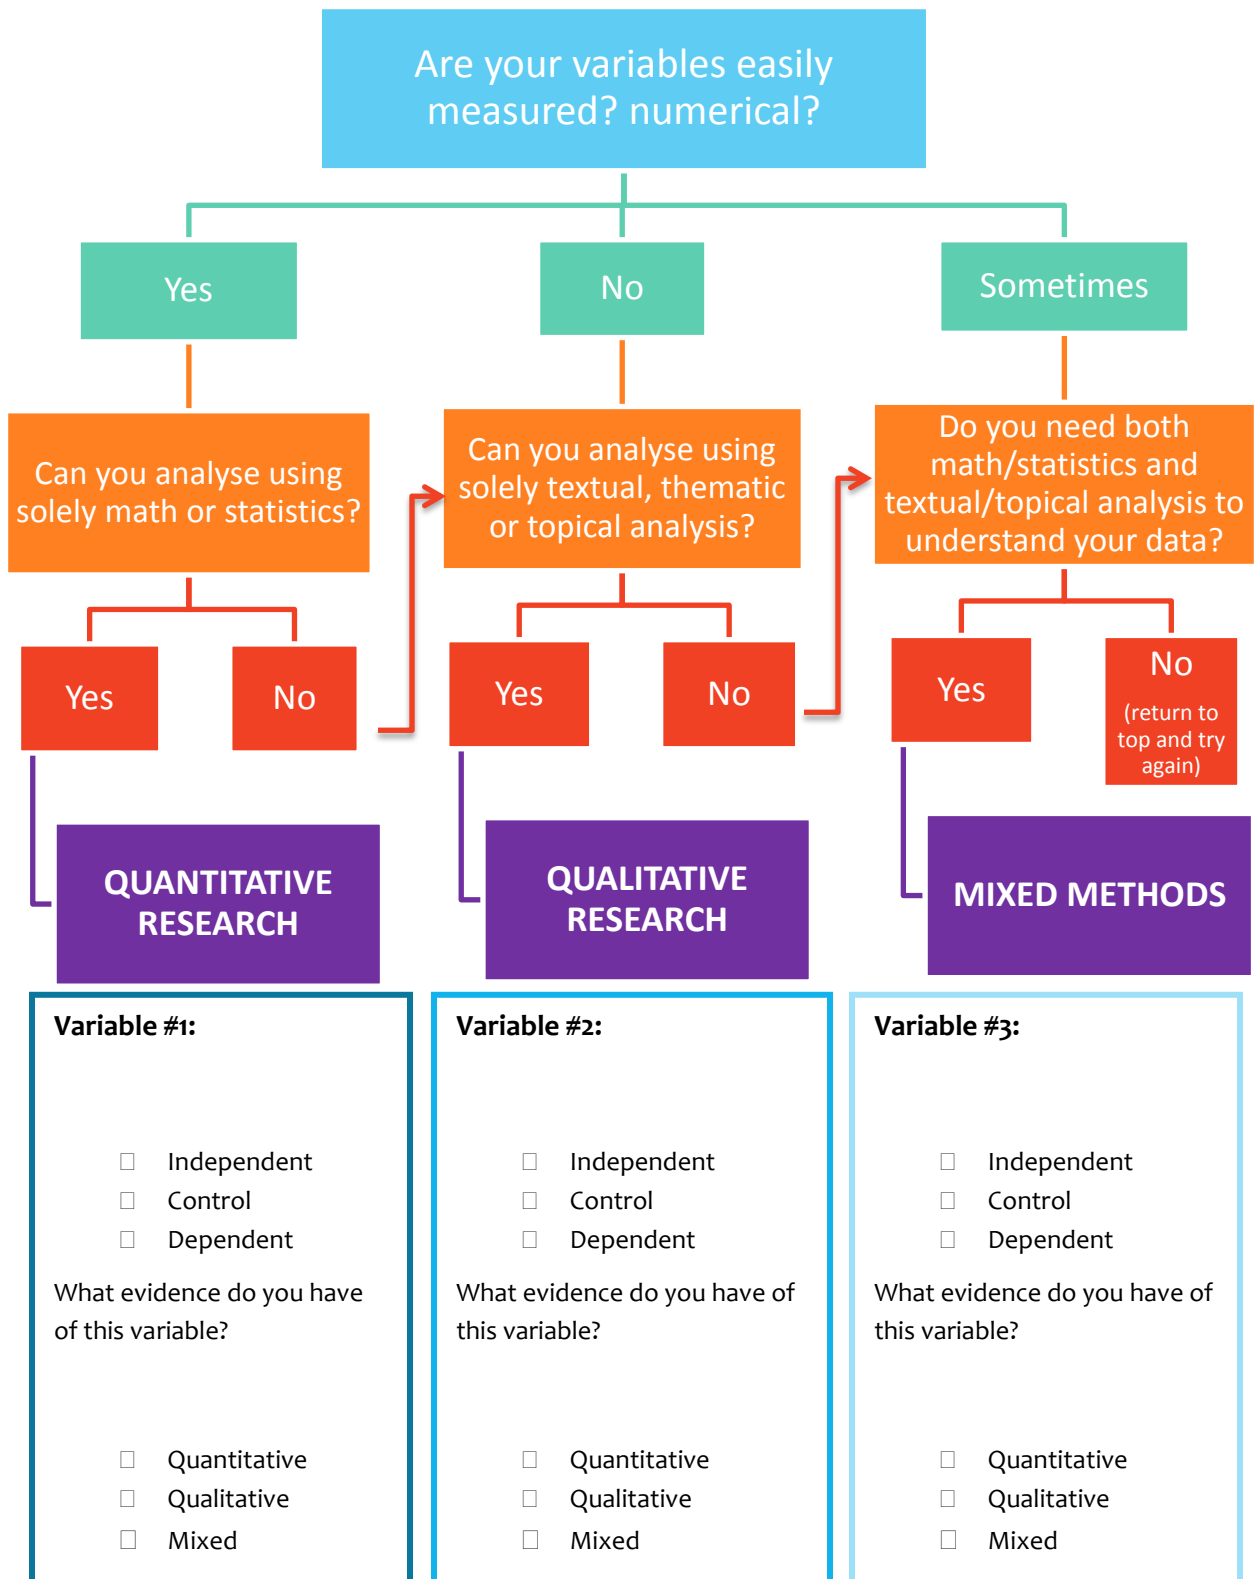 Are your variables easily
measured? numerical?
Yes
No
Sometimes
Can you analyse using
solely math or statistics?
Can you analyse using
solely textual, thematic
or topical analysis?
Do you need both
math/statistics and
textual/topical analysis to
understand your data?
Yes
No
Yes
No
Yes
No
(return to
top and try
again)
QUANTITATIVE
RESEARCH
QUALITATIVE
RESEARCH
MIXED METHODS
Variable #1:
Independent
Control
Dependent
What evidence do you have
of this variable?
Quantitative
Qualitative
Mixed
Variable #2:
Independent
Control
Dependent
What evidence do you have of
this variable?
Quantitative
Qualitative
Mixed
Variable #3:
Independent
Control
Dependent
What evidence do you have of
this variable?
Quantitative
Qualitative
Mixed